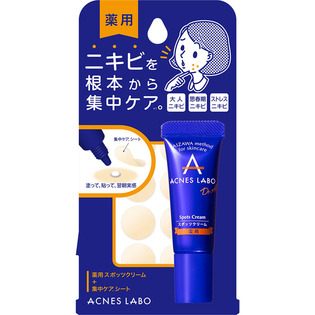 薬用
ニキビを
根本から
集中ケア。
大人
ニキビ
思春期
ニキビ
ストレス
ニキビ
集中ケア シート
塗って、貼って、翌朝実感
AIZAWA method
for skincare
A
ACNES LABO
Spots Cream
スポッツクリーム
薬用
薬用スポッツクリーム
+
集中ケアシート
ACNES LABO